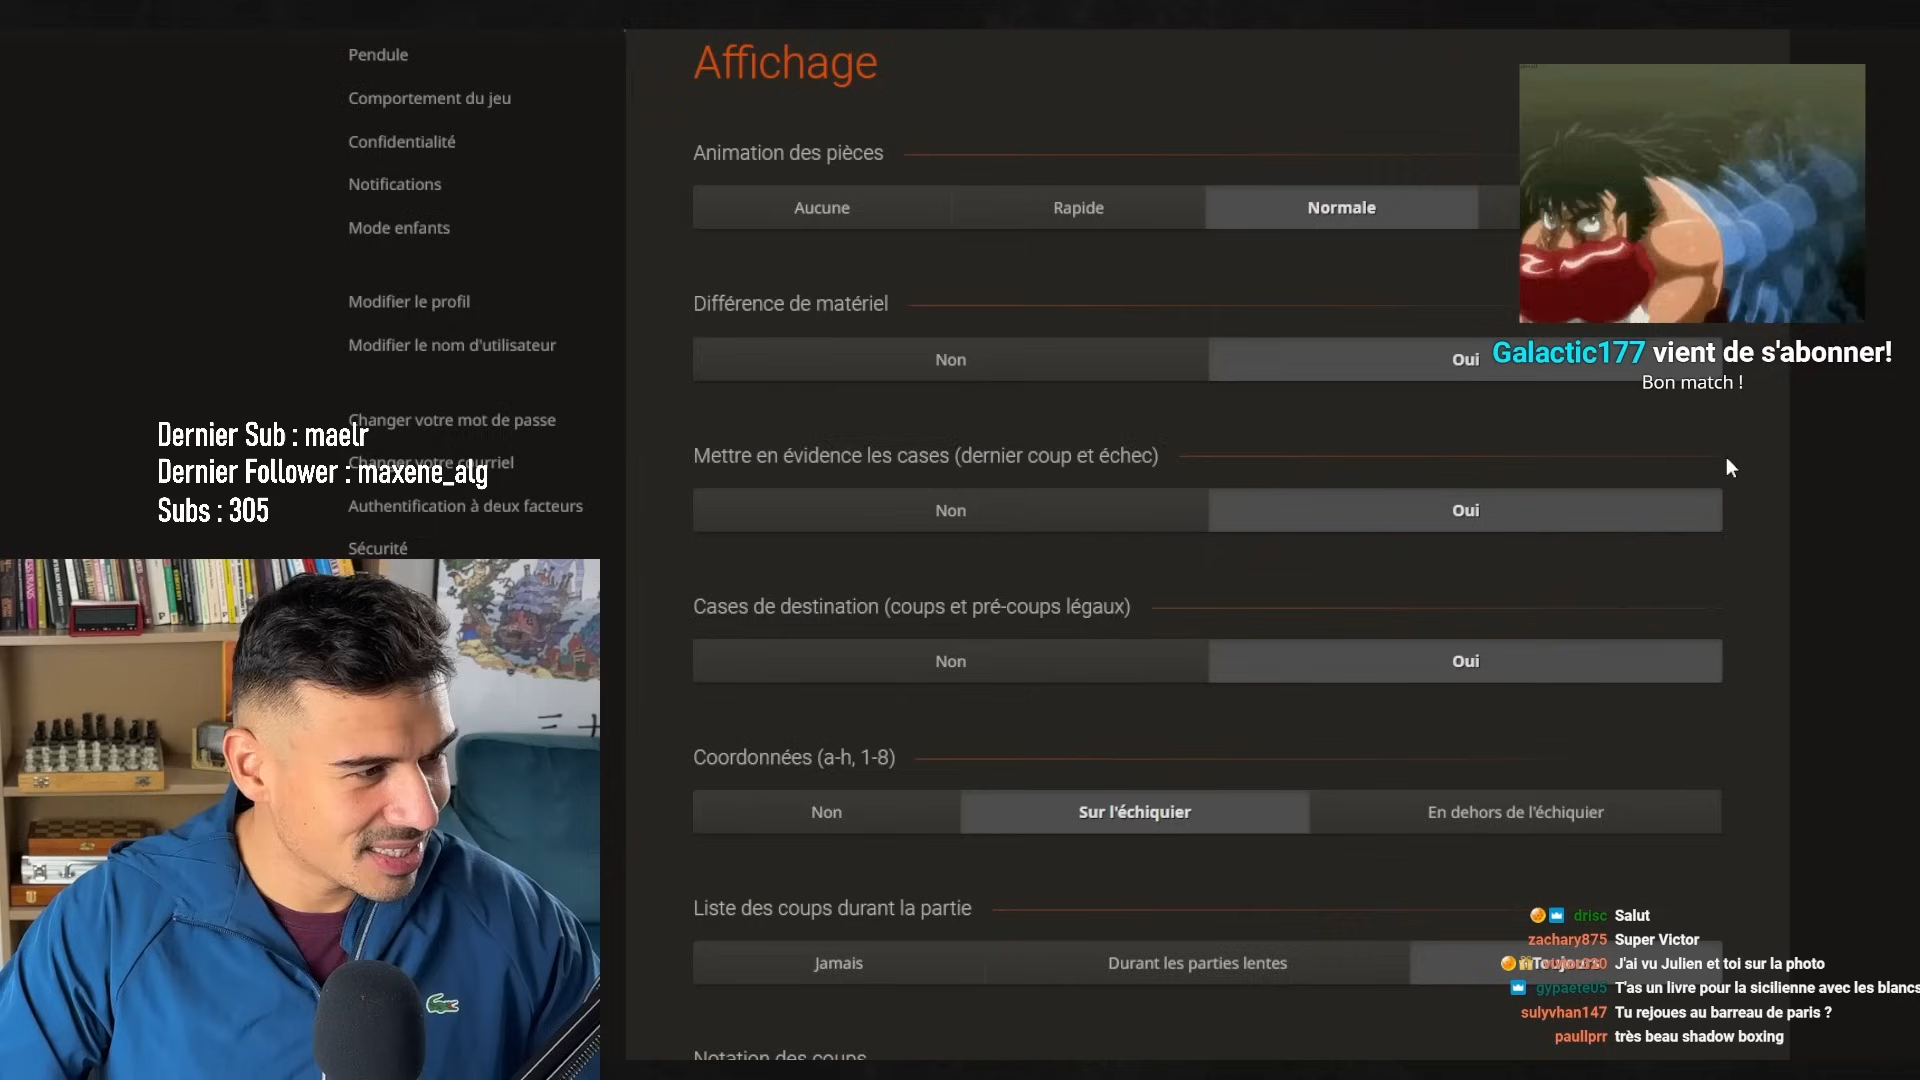 Pendule
Comportement du jeu
Confidentialité
Notifications
Mode enfants
Modifier le profil
Modifier le nom d'utilisateur
Changer votre mot de passe
Changer votre courriel
Authentification à deux facteurs
Sécurité
Dernier Sub : maelr
Dernier Follower : maxene_alg
Subs : 305
Affichage
Animation des pièces
Aucune
Rapide
Normale
Différence de matériel
Non
Oui
Galactic177 vient de s'abonner!
Bon match !
Mettre en évidence les cases (dernier coup et échec)
Non
Oui
Cases de destination (coups et pré-coups légaux)
Non
Oui
Coordonnées (a-h, 1-8)
Non
Sur l'échiquier
En dehors de l'échiquier
Liste des coups durant la partie
Jamais
Durant les parties lentes
Toujours
Notation des coups
drisc Salut
zachary875 Super Victor
J'ai vu Julien et toi sur la photo
gypaete05 T'as un livre pour la sicilienne avec les blancs
sulyvhan147 Tu rejoues au barreau de paris ?
paullprr très beau shadow boxing